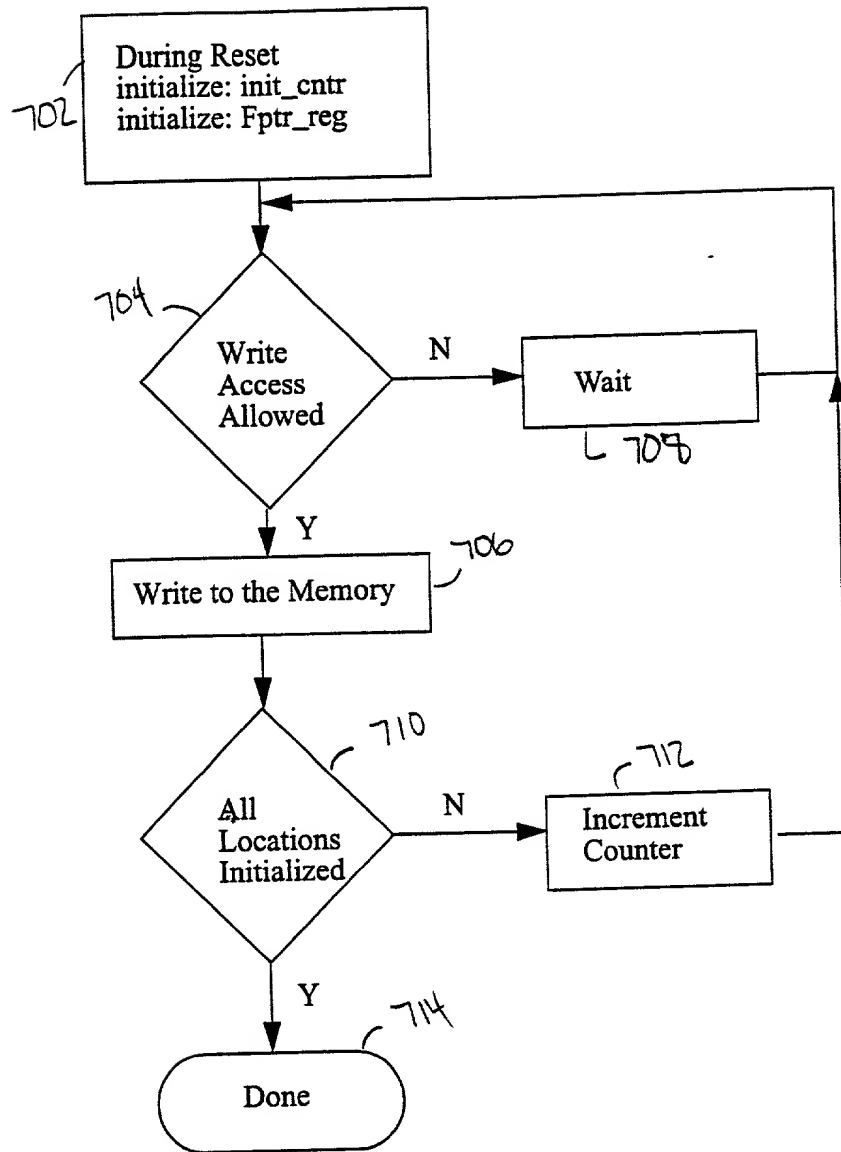 During Reset
initialize: init_cntr
initialize: Fptr_reg
702
704
Write
Access
Allowed
N
Wait
708
Y
Write to the Memory
706
710
All
Locations
Initialized
N
712
Increment
Counter
Y
714
Done